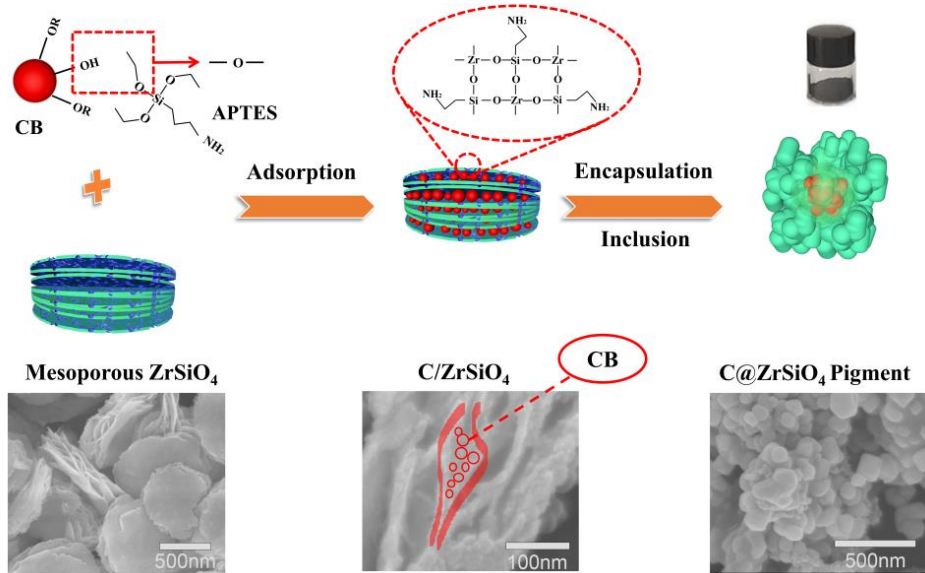 OR
OH
OR
CB
— O —
O
O
Si
O
APTES
NH₂
NH₂
— Zr — O — Si — O — Zr —
O O O
Si — O — Zr — O — Si
NH₂
NH₂
Adsorption
Encapsulation
Inclusion
Mesoporous ZrSiO₄
C/ZrSiO₄
CB
C@ZrSiO₄ Pigment
500nm
100nm
500nm